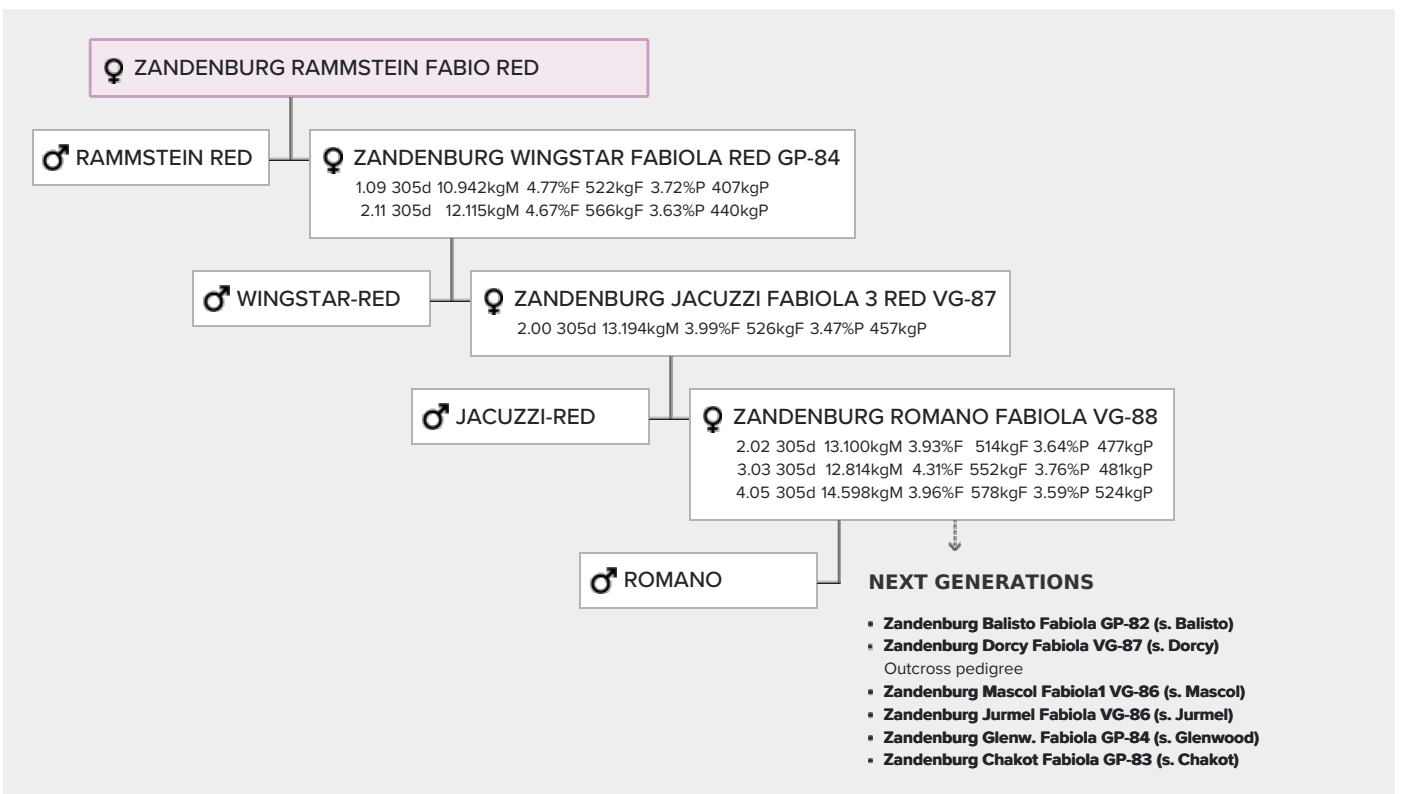 ZANDENBURG RAMMSTEIN FABIO RED
RAMMSTEIN RED
ZANDENBURG WINGSTAR FABIOLA RED GP-84
1.09 305d 10.942kgM 4.77%F 522kgF 3.72%P 407kgP
2.11 305d 12.115kgM 4.67%F 566kgF 3.63%P 440kgP
WINGSTAR-RED
ZANDENBURG JACUZZI FABIOLA 3 RED VG-87
2.00 305d 13.194kgM 3.99%F 526kgF 3.47%P 457kgP
JACUZZI-RED
ZANDENBURG ROMANO FABIOLA VG-88
2.02 305d 13.100kgM 3.93%F 514kgF 3.64%P 477kgP
3.03 305d 12.814kgM 4.31%F 552kgF 3.76%P 481kgP
4.05 305d 14.598kgM 3.96%F 578kgF 3.59%P 524kgP
ROMANO
NEXT GENERATIONS
• Zandenburg Balisto Fabiola GP-82 (s. Balisto)
• Zandenburg Dorcy Fabiola VG-87 (s. Dorcy)
Outcross pedigree
• Zandenburg Mascol Fabiola1 VG-86 (s. Mascol)
• Zandenburg Jurmel Fabiola VG-86 (s. Jurmel)
• Zandenburg Glenw. Fabiola GP-84 (s. Glenwood)
• Zandenburg Chakot Fabiola GP-83 (s. Chakot)